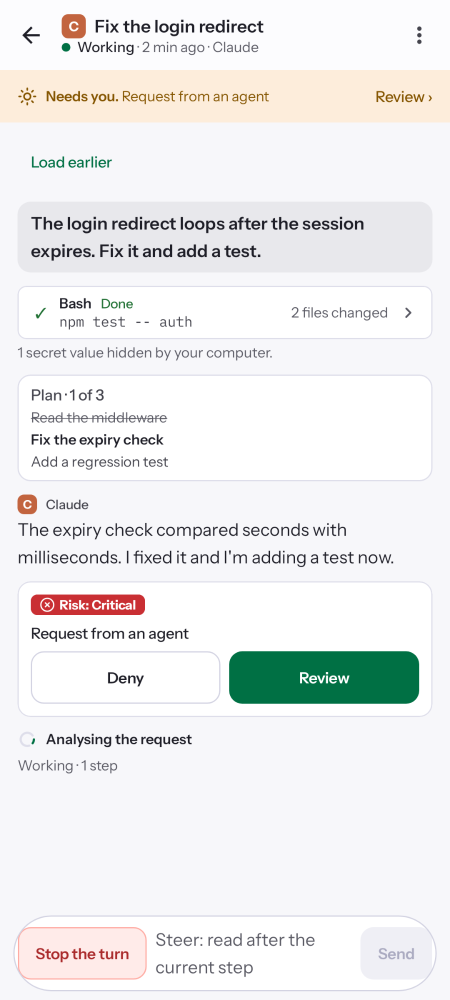 C Fix the login redirect
Working · 2 min ago · Claude
Needs you. Request from an agent Review ›
Load earlier
The login redirect loops after the session
expires. Fix it and add a test.
✓ Bash Done
npm test -- auth
2 files changed
1 secret value hidden by your computer.
Plan · 1 of 3
Read the middleware
Fix the expiry check
Add a regression test
C Claude
The expiry check compared seconds with
milliseconds. I fixed it and I'm adding a test now.
Risk: Critical
Request from an agent
Deny Review
Analysing the request
Working · 1 step
Stop the turn
Steer: read after the
current step
Send